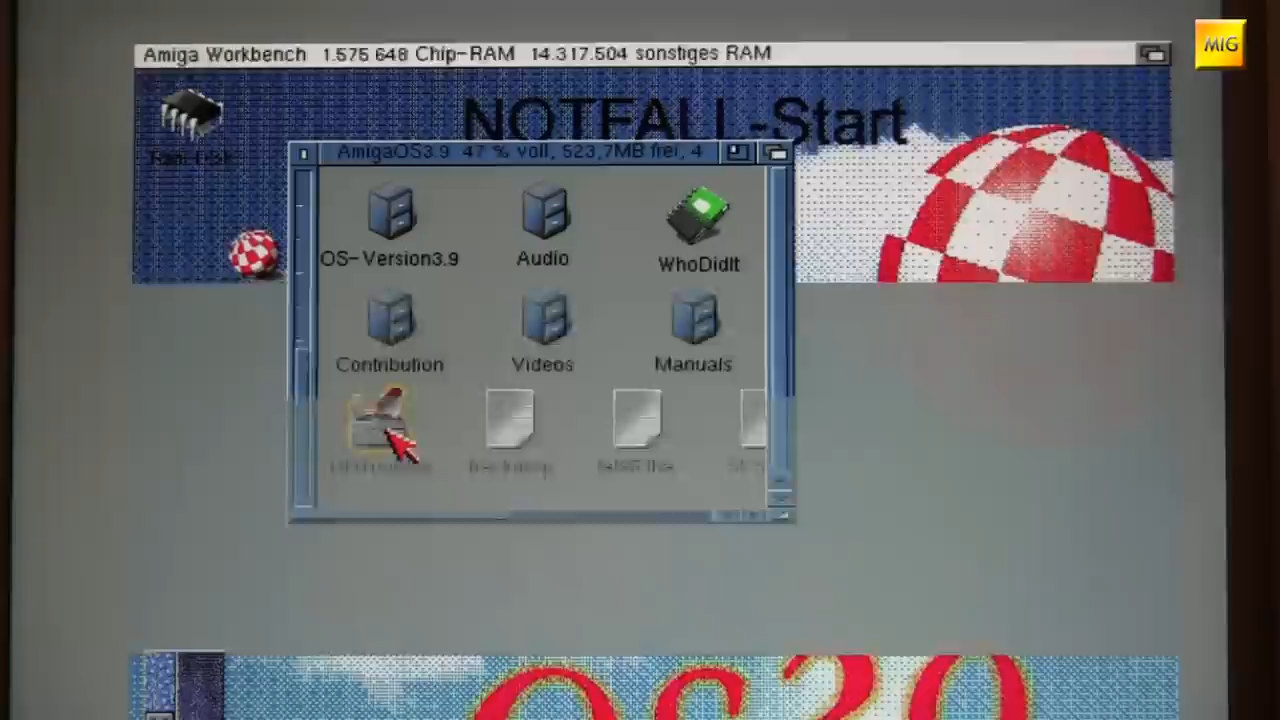 MIG
Amiga Workbench 1.575 648 Chip-RAM 14.317.504 sonstiges RAM
NOTFALL-Start
AmigaOS3.9 47 % voll, 523,7MB frei, 4
OS-Version3.9 Audio WhoDidIt
Contribution Videos Manuals